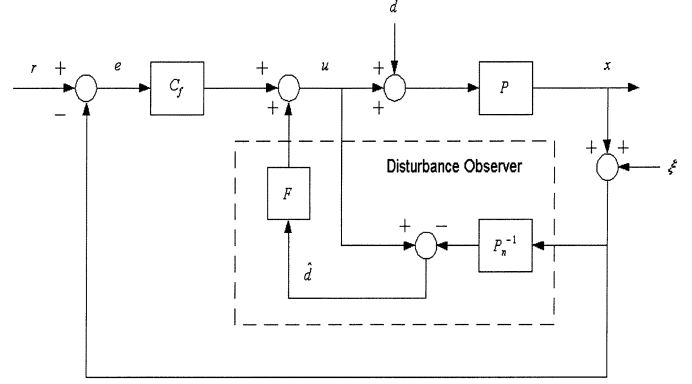 d
r + e C_f + u + P x
− + +
+ + ξ
Disturbance Observer
F
+ − P_n^{-1}
d̂